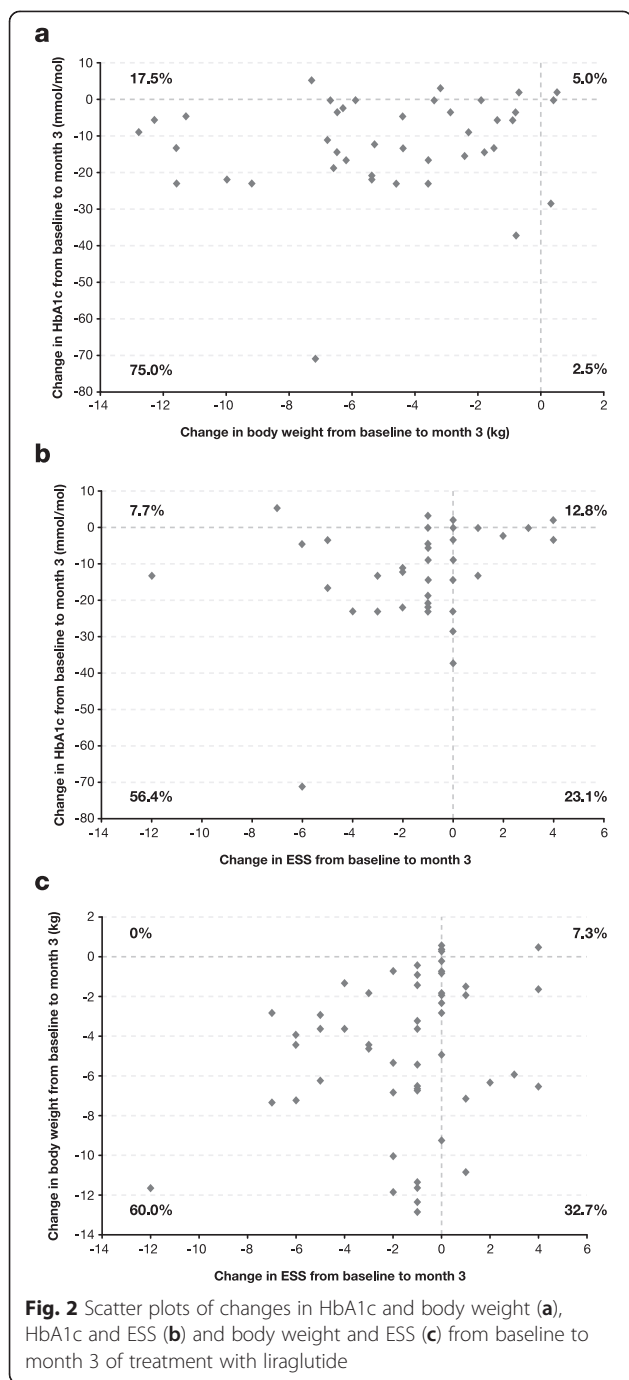 a
17.5%
5.0%
75.0%
2.5%
Change in HbA1c from baseline to month 3 (mmol/mol)
10
0
-10
-20
-30
-40
-50
-60
-70
-80
-14 -12 -10 -8 -6 -4 -2 0 2
Change in body weight from baseline to month 3 (kg)
b
7.7%
12.8%
56.4%
23.1%
Change in HbA1c from baseline to month 3 (mmol/mol)
10
0
-10
-20
-30
-40
-50
-60
-70
-80
-14 -12 -10 -8 -6 -4 -2 0 2 4 6
Change in ESS from baseline to month 3
c
0%
7.3%
60.0%
32.7%
Change in body weight from baseline to month 3 (kg)
2
0
-2
-4
-6
-8
-10
-12
-14
-14 -12 -10 -8 -6 -4 -2 0 2 4 6
Change in ESS from baseline to month 3
Fig. 2 Scatter plots of changes in HbA1c and body weight (a),
HbA1c and ESS (b) and body weight and ESS (c) from baseline to
month 3 of treatment with liraglutide